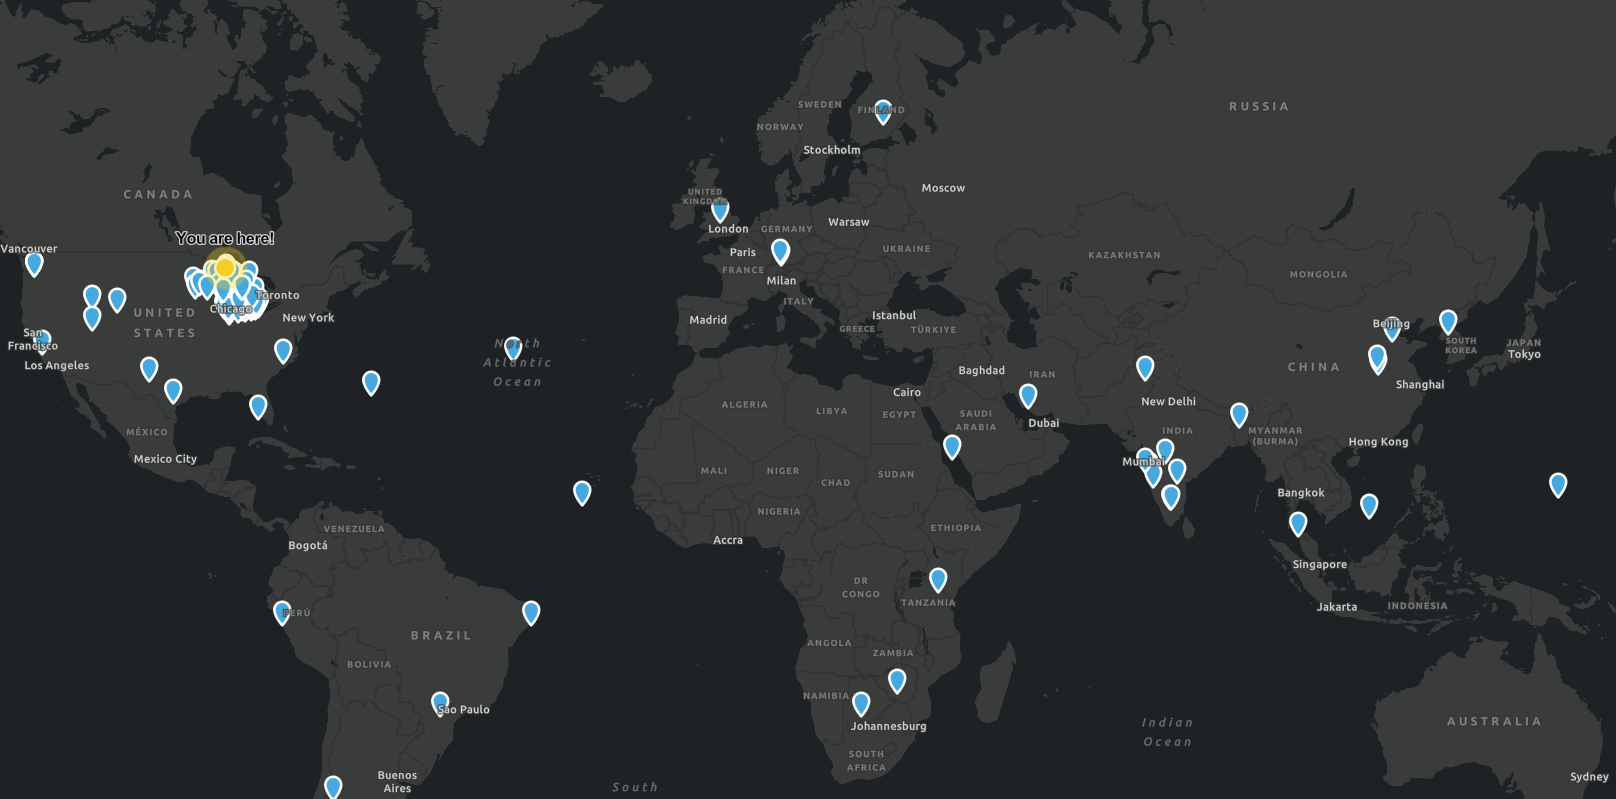 RUSSIA
SWEDEN
FINLAND
NORWAY
Stockholm
CANADA
UNITED
KINGDOM
Moscow
Vancouver
You are here!
London
Warsaw
GERMANY
Paris
UKRAINE
KAZAKHSTAN
FRANCE
MONGOLIA
Milan
Toronto
ITALY
Chicago
UNITED
STATES
New York
Madrid
Istanbul
GREECE
TÜRKIYE
Beijing
San
Francisco
North
Atlantic
Ocean
SOUTH
KOREA
JAPAN
Tokyo
Los Angeles
Baghdad
IRAN
CHINA
Shanghai
Cairo
New Delhi
ALGERIA
LIBYA
EGYPT
SAUDI
ARABIA
Dubai
MÉXICO
INDIA
MYANMAR
(BURMA)
Hong Kong
Mexico City
Mumbai
MALI
NIGER
CHAD
SUDAN
Bangkok
NIGERIA
VENEZUELA
ETHIOPIA
Bogotá
Accra
Singapore
DR
CONGO
TANZANIA
Jakarta
INDONESIA
PERÚ
BRAZIL
ANGOLA
ZAMBIA
BOLIVIA
NAMIBIA
São Paulo
Johannesburg
Indian
Ocean
AUSTRALIA
SOUTH
AFRICA
Buenos
Aires
South
Sydney